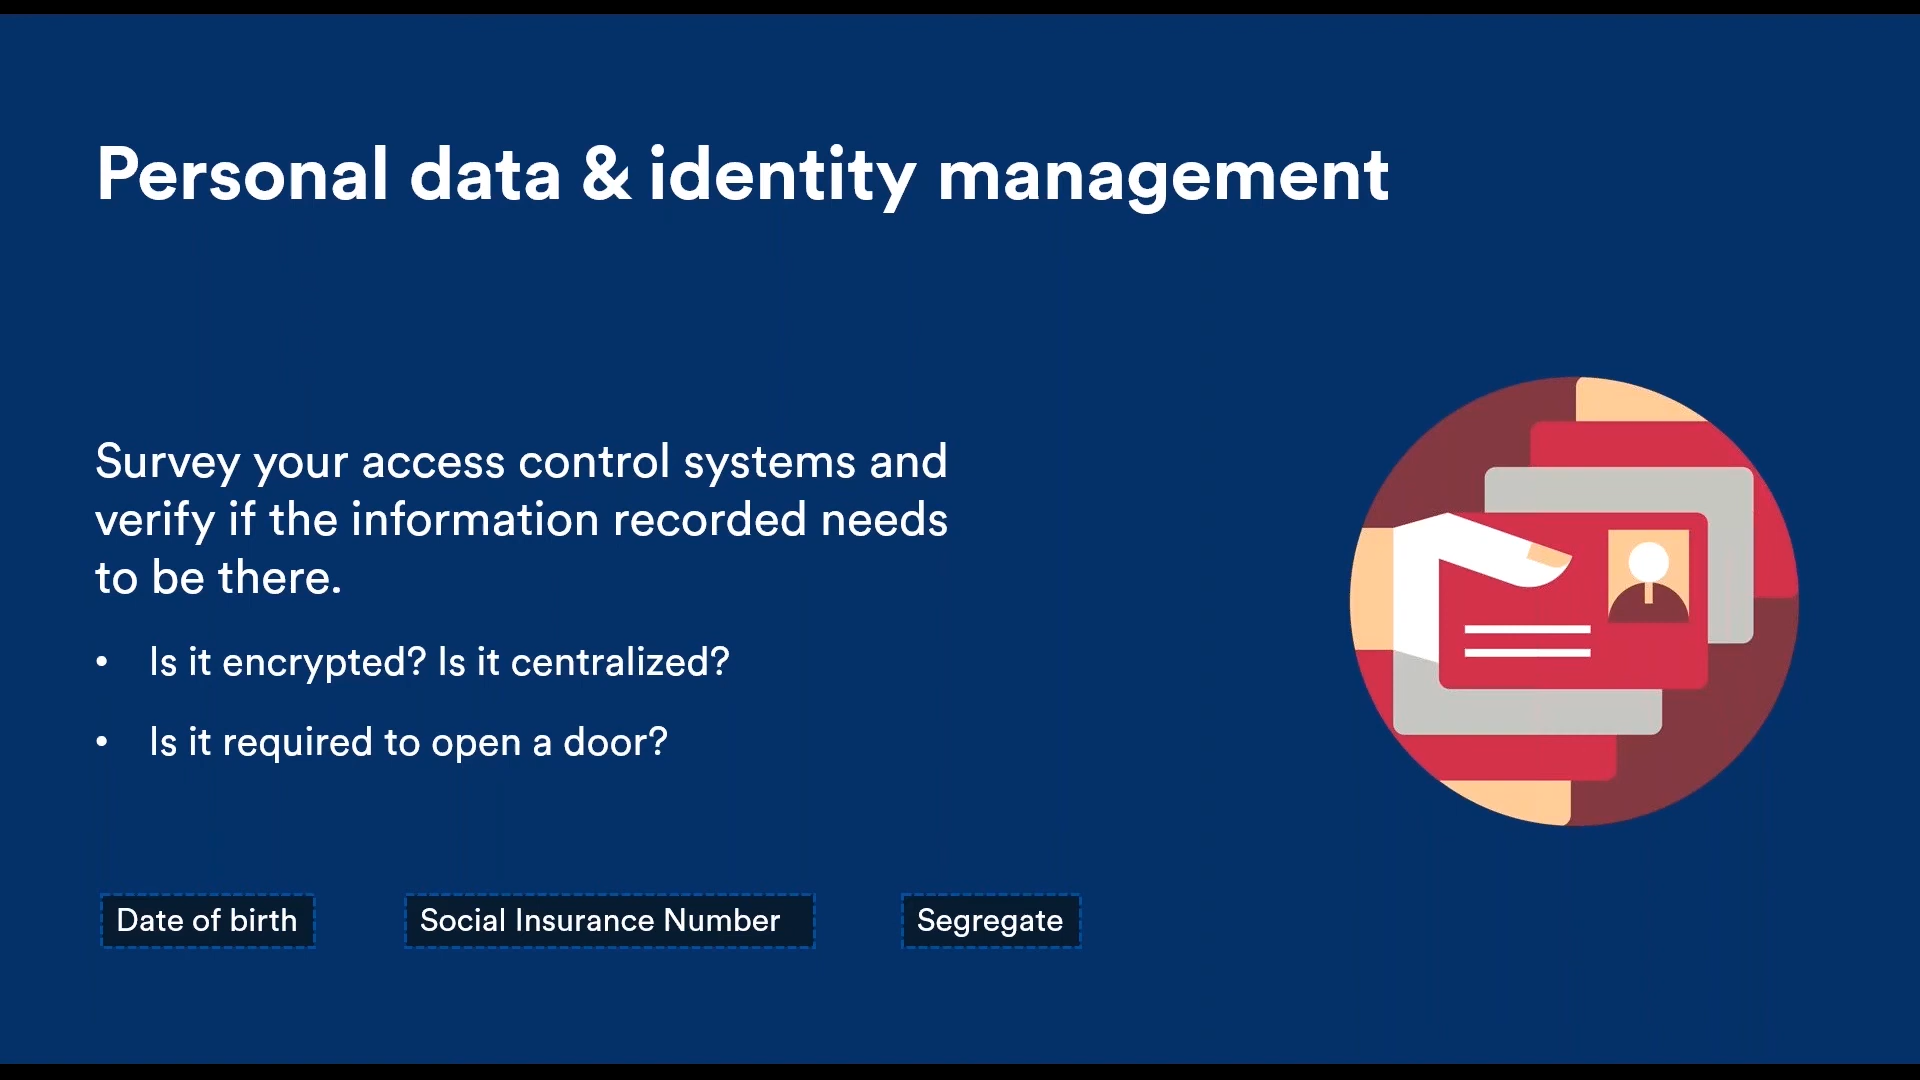 Personal data & identity management
Survey your access control systems and
verify if the information recorded needs
to be there.
• Is it encrypted? Is it centralized?
• Is it required to open a door?
Date of birth
Social Insurance Number
Segregate